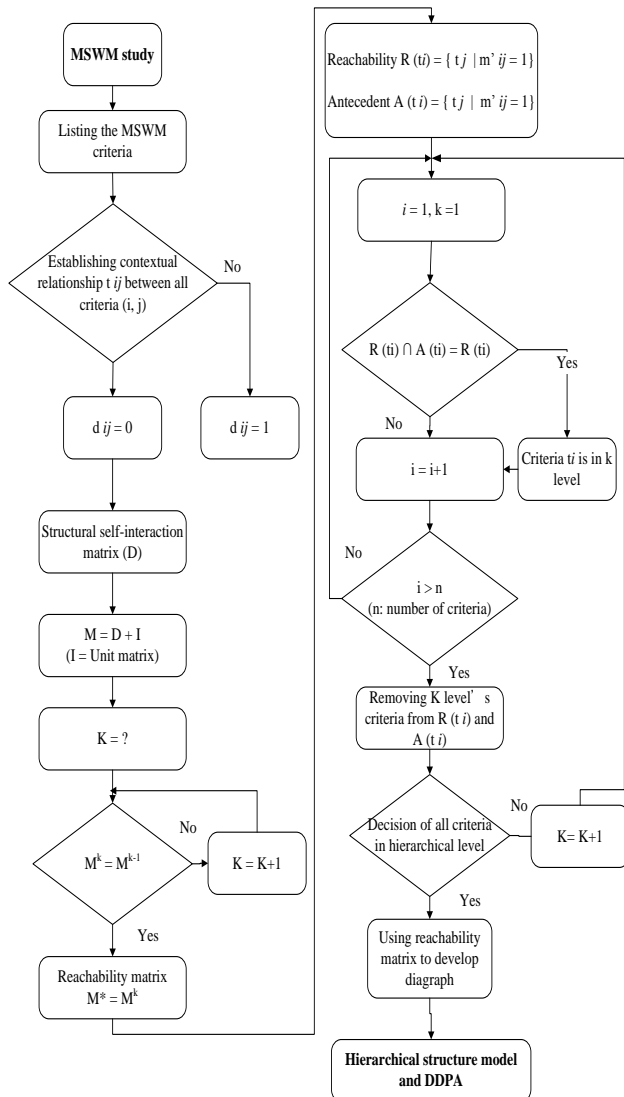 MSWM study
Listing the MSWM
criteria
Establishing contextual
relationship t ij between all
criteria (i, j)
No
d ij = 0
d ij = 1
Structural self-interaction
matrix (D)
M = D + I
(I = Unit matrix)
K = ?
M^k = M^k-1
No
K = K+1
Yes
Reachability matrix
M* = M^k
Reachability R (ti) = { t j | m’ ij = 1}
Antecedent A (t i) = { t j | m’ ij = 1}
i = 1, k =1
R (ti) ∩ A (ti) = R (ti)
Yes
No
Criteria ti is in k
level
i = i+1
No
i > n
(n: number of criteria)
Yes
Removing K level’s
criteria from R (t i) and
A (t i)
Decision of all criteria
in hierarchical level
No
K= K+1
Yes
Using reachability
matrix to develop
diagraph
Hierarchical structure model
and DDPA